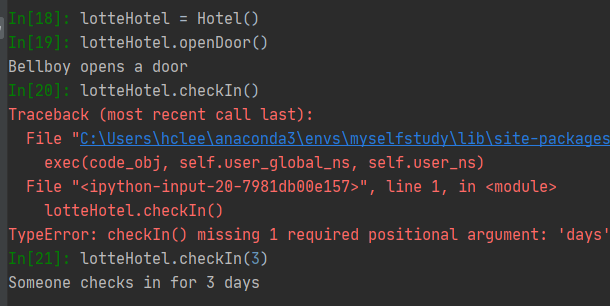 In[18]: lotteHotel = Hotel()
In[19]: lotteHotel.openDoor()
Bellboy opens a door
In[20]: lotteHotel.checkIn()
Traceback (most recent call last):
  File "C:\Users\hclee\anaconda3\envs\myselfstudy\lib\site-packages
    exec(code_obj, self.user_global_ns, self.user_ns)
  File "<ipython-input-20-7981db00e157>", line 1, in <module>
    lotteHotel.checkIn()
TypeError: checkIn() missing 1 required positional argument: 'days'
In[21]: lotteHotel.checkIn(3)
Someone checks in for 3 days